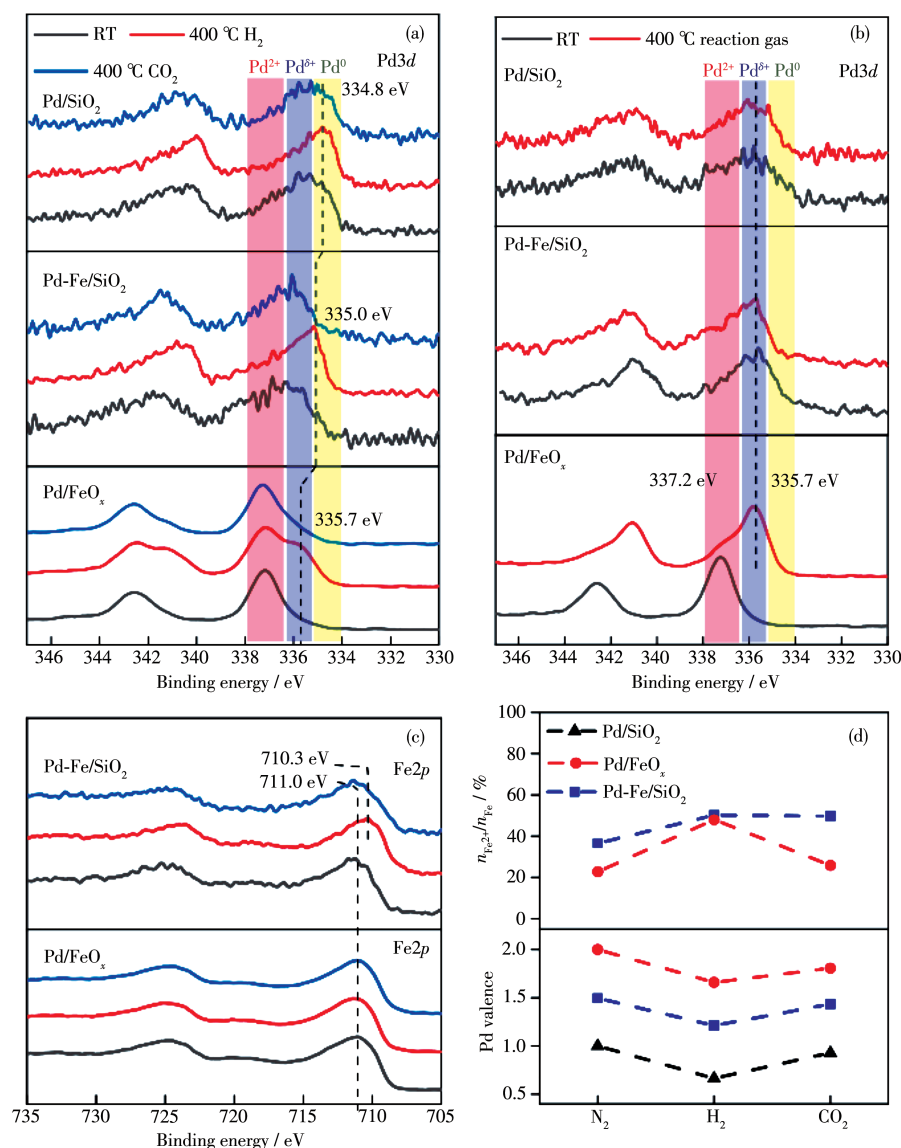 (a)
RT
400 ℃ H₂
400 ℃ CO₂
Pd3d
Pd²⁺
Pd^δ+
Pd⁰
334.8 eV
Pd/SiO₂
Pd-Fe/SiO₂
335.0 eV
Pd/FeOₓ
335.7 eV
346 344 342 340 338 336 334 332 330
Binding energy / eV
(b)
RT
400 ℃ reaction gas
Pd3d
Pd²⁺
Pd^δ+
Pd⁰
Pd/SiO₂
Pd-Fe/SiO₂
Pd/FeOₓ
337.2 eV
335.7 eV
346 344 342 340 338 336 334 332 330
Binding energy / eV
(c)
710.3 eV
711.0 eV
Pd-Fe/SiO₂
Fe2p
Pd/FeOₓ
Fe2p
735 730 725 720 715 710 705
Binding energy / eV
(d)
Pd/SiO₂
Pd/FeOₓ
Pd-Fe/SiO₂
n_Fe²⁺/n_Fe / %
100
80
60
40
20
0
Pd valence
2.0
1.5
1.0
0.5
N₂ H₂ CO₂